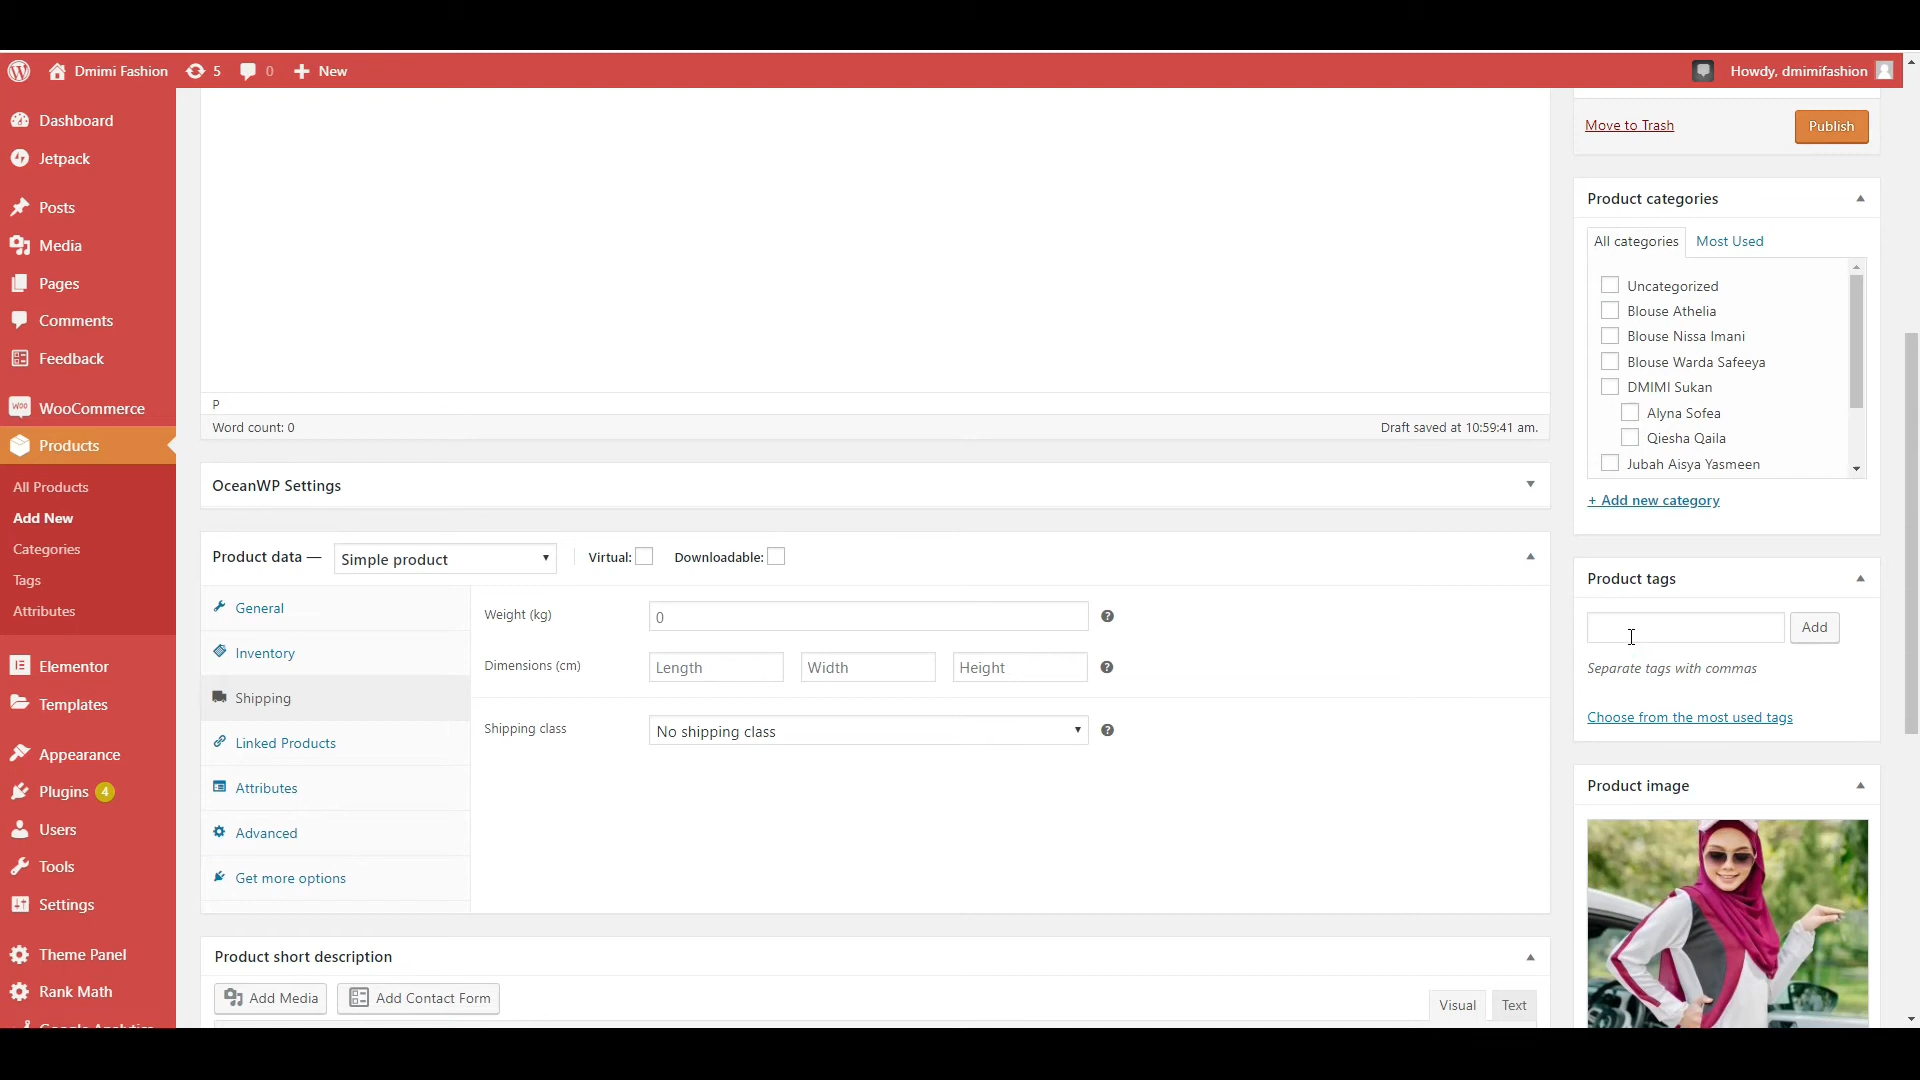 Dmimi Fashion 5 0 New
Howdy, dmimifashion
Dashboard
Jetpack
Posts
Media
Pages
Comments
Feedback
WooCommerce
Products
All Products
Add New
Categories
Tags
Attributes
Elementor
Templates
Appearance
Plugins 4
Users
Tools
Settings
Theme Panel
Rank Math
Google Analytics
P
Word count: 0
Draft saved at 10:59:41 am.
OceanWP Settings
Product data — Simple product Virtual: Downloadable:
General
Inventory
Shipping
Linked Products
Attributes
Advanced
Get more options
Weight (kg) 0
Dimensions (cm) Length Width Height
Shipping class No shipping class
Product short description
Add Media Add Contact Form
Visual Text
Move to Trash Publish
Product categories
All categories Most Used
Uncategorized
Blouse Athelia
Blouse Nissa Imani
Blouse Warda Safeeya
DMIMI Sukan
Alyna Sofea
Qiesha Qaila
Jubah Aisya Yasmeen
+ Add new category
Product tags
Add
Separate tags with commas
Choose from the most used tags
Product image